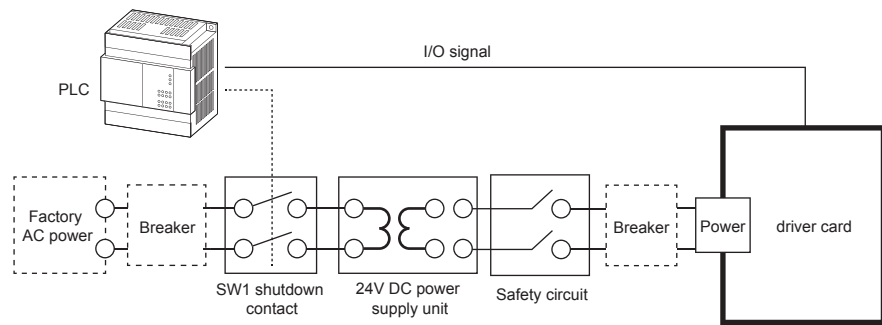 I/O signal
PLC
Factory
AC power
Breaker
SW1 shutdown
contact
24V DC power
supply unit
Safety circuit
Breaker
Power
driver card